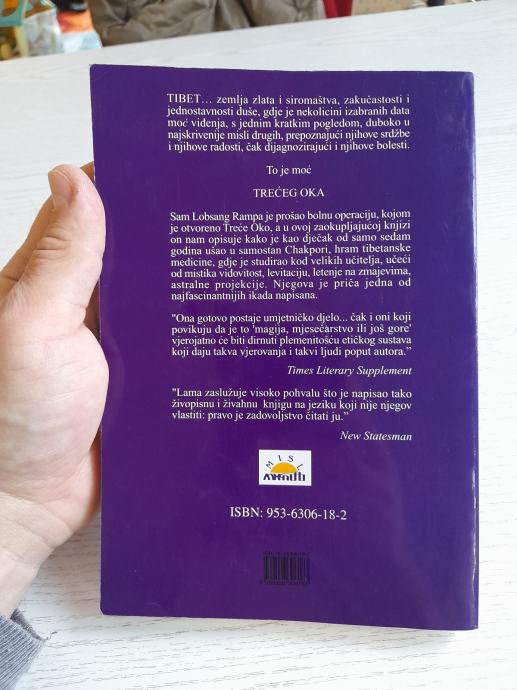 TIBET... zemlja zlata i siromaštva, zakučastosti i
jednostavnosti duše, gdje je nekolicini izabranih data
moć viđenja, s jednim kratkim pogledom, duboko u
najskrivenije misli drugih, prepoznajući njihove srdžbe
i njihove radosti, čak dijagnozirajući i njihove bolesti.
To je moć
TREĆEG OKA
Sam Lobsang Rampa je prošao bolnu operaciju, kojom
je otvoreno Treće Oko, a u ovoj zaokupljajućoj knjizi
on nam opisuje kako je kao dječak od samo sedam
godina ušao u samostan Chakpori, hram tibetanske
medicine, gdje je studirao kod velikih učitelja, učeći
od mistika vidovitost, levitaciju, letenje na zmajevima,
astralne projekcije. Njegova je priča jedna od
najfascinantnijih ikada napisana.
"Ona gotovo postaje umjetničko djelo... čak i oni koji
povikuju da je to 'magija, mjesečarstvo ili još gore'
vjerojatno će biti dirnuti plemenitošću etičkog sustava
koji daju takva vjerovanja i takvi ljudi poput autora."
Times Literary Supplement
"Lama zaslužuje visoko pohvalu što je napisao tako
živopisnu i živahnu knjigu na jeziku koji nije njegov
vlastiti: pravo je zadovoljstvo čitati ju."
New Statesman
MISL
ISBN: 953-6306-18-2